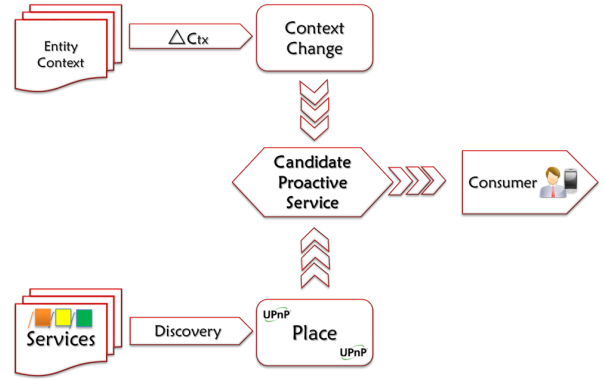 Entity
Context
△Ctx
Context
Change
Candidate
Proactive
Service
Consumer
Services
Discovery
UPnP
Place
UPnP